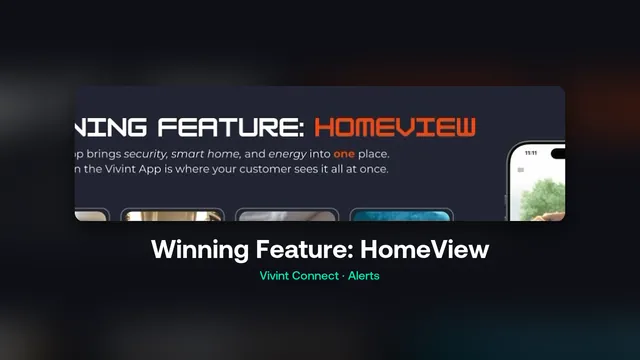 NING FEATURE: HOMEVIEW
pp brings security, smart home, and energy into one place.
n the Vivint App is where your customer sees it all at once.
11:11
Winning Feature: HomeView
Vivint Connect · Alerts